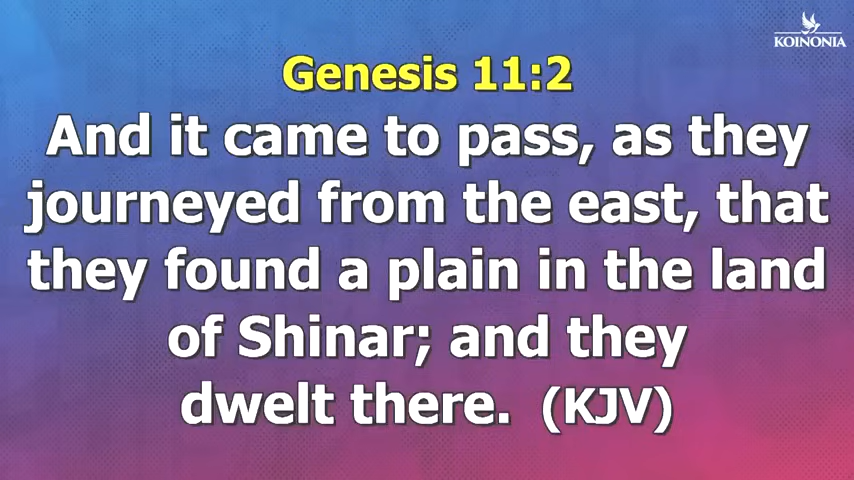 KOINONIA
Genesis 11:2
And it came to pass, as they
journeyed from the east, that
they found a plain in the land
of Shinar; and they
dwelt there. (KJV)